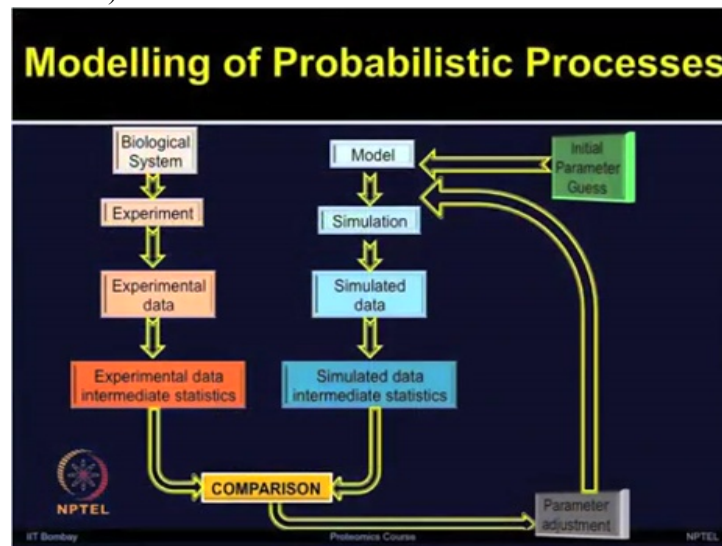 Modelling of Probabilistic Processes
Biological
System
Model
Initial
Parameter
Guess
Experiment
Simulation
Experimental
data
Simulated
data
Experimental data
intermediate statistics
Simulated data
intermediate statistics
COMPARISON
Parameter
adjustment
NPTEL
IIT Bombay
Proteomics Course
NPTEL